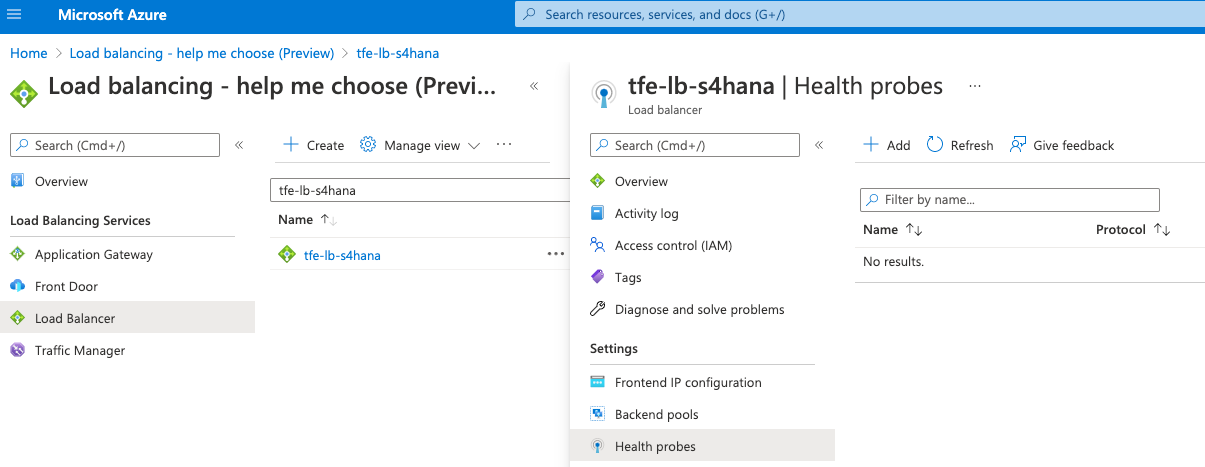 Microsoft Azure
Search resources, services, and docs (G+/)
Home > Load balancing - help me choose (Preview) > tfe-lb-s4hana
Load balancing - help me choose (Previ... «
Search (Cmd+/) «
Overview
Load Balancing Services
Application Gateway
Front Door
Load Balancer
Traffic Manager
+ Create Manage view ...
tfe-lb-s4hana
Name ↑↓
tfe-lb-s4hana ...
tfe-lb-s4hana | Health probes ...
Load balancer
Search (Cmd+/) «
Overview
Activity log
Access control (IAM)
Tags
Diagnose and solve problems
Settings
Frontend IP configuration
Backend pools
Health probes
+ Add Refresh Give feedback
Filter by name...
Name ↑↓ Protocol ↑↓
No results.